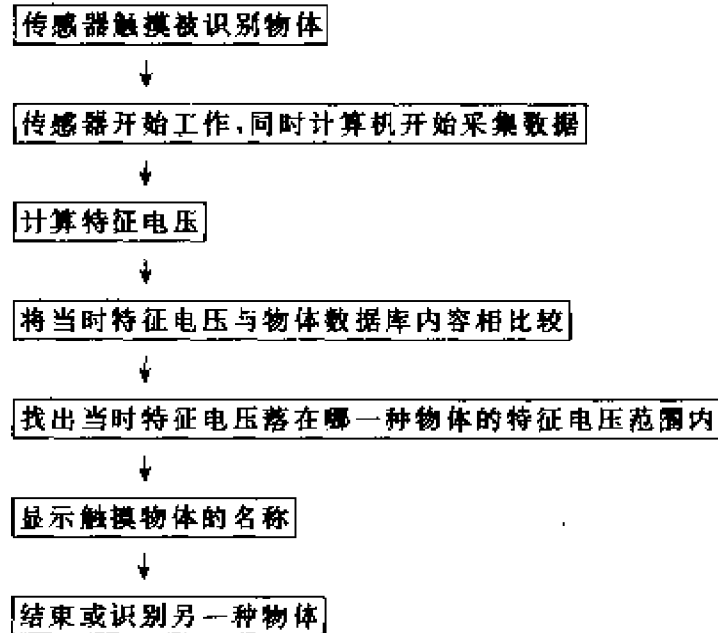 传感器触摸被识别物体
传感器开始工作,同时计算机开始采集数据
计算特征电压
将当时特征电压与物体数据库内容相比较
找出当时特征电压落在哪一种物体的特征电压范围内
显示触摸物体的名称
结束或识别另一种物体